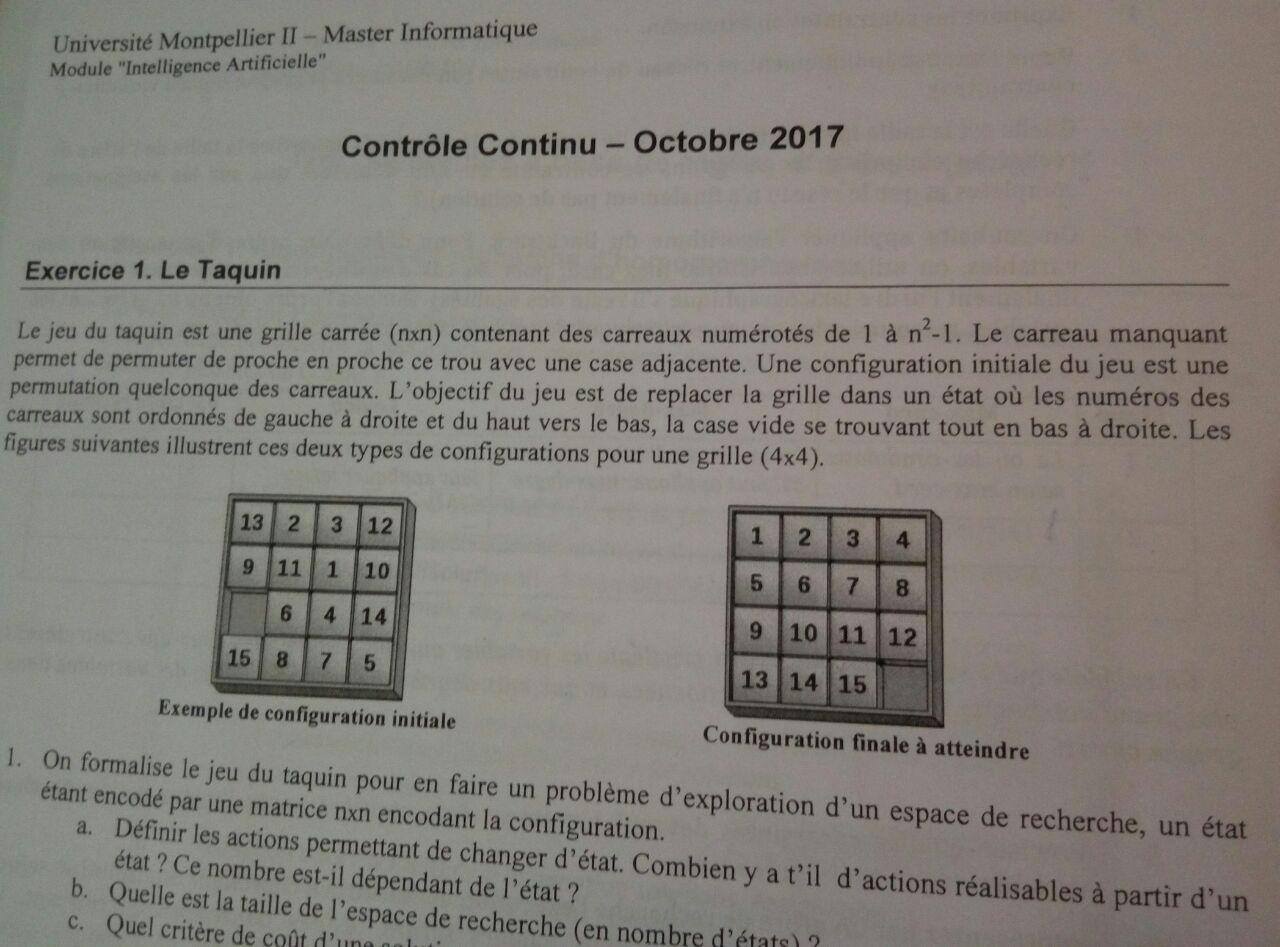 Université Montpellier II – Master Informatique
Module "Intelligence Artificielle"
Contrôle Continu – Octobre 2017
Exercice 1. Le Taquin
Le jeu du taquin est une grille carrée (nxn) contenant des carreaux numérotés de 1 à n²-1. Le carreau manquant
permet de permuter de proche en proche ce trou avec une case adjacente. Une configuration initiale du jeu est une
permutation quelconque des carreaux. L'objectif du jeu est de replacer la grille dans un état où les numéros des
carreaux sont ordonnés de gauche à droite et du haut vers le bas, la case vide se trouvant tout en bas à droite. Les
figures suivantes illustrent ces deux types de configurations pour une grille (4x4).
13 2 3 12
9 11 1 10
6 4 14
15 8 7 5
Exemple de configuration initiale
1 2 3 4
5 6 7 8
9 10 11 12
13 14 15
Configuration finale à atteindre
1. On formalise le jeu du taquin pour en faire un problème d'exploration d'un espace de recherche, un état
étant encodé par une matrice nxn encodant la configuration.
a. Définir les actions permettant de changer d'état. Combien y a t'il d'actions réalisables à partir d'un
état ? Ce nombre est-il dépendant de l'état ?
b. Quelle est la taille de l'espace de recherche (en nombre d'états) ?
c. Quel critère de coût d'une